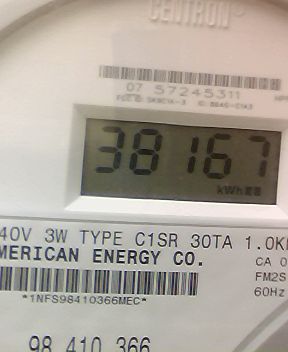 CENTRON
07 57245311
38167
kWh
40V 3W TYPE C1SR 30TA 1.0K
MERICAN ENERGY CO.
CA 0
FM2S
60Hz
*1NFS98410366MEC*
98 410 366